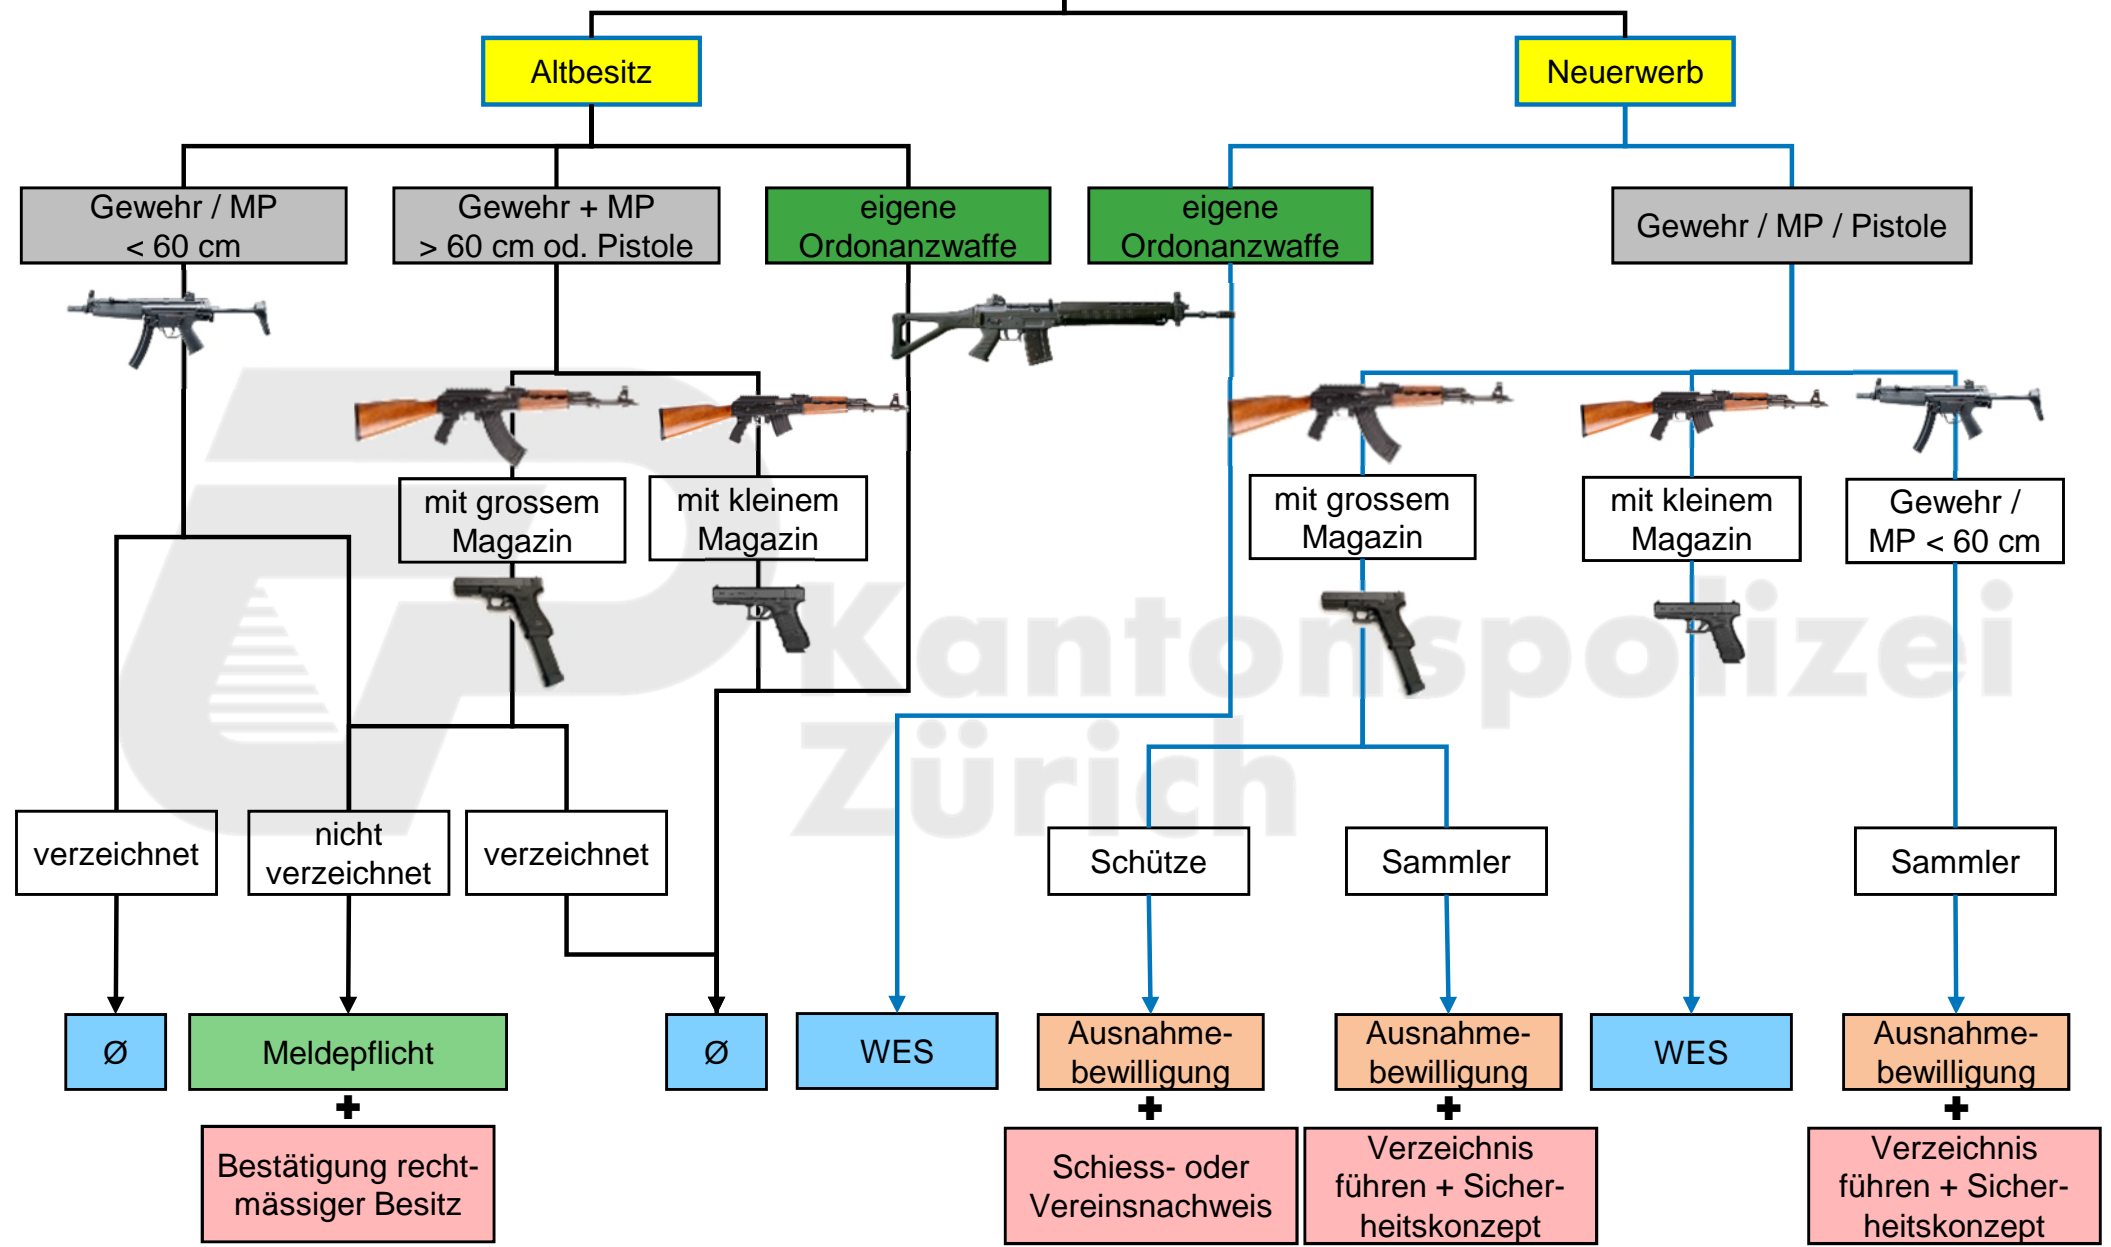 Altbesitz
Neuerwerb
Gewehr / MP
< 60 cm
Gewehr + MP
> 60 cm od. Pistole
eigene
Ordonanzwaffe
eigene
Ordonanzwaffe
Gewehr / MP / Pistole
mit grossem
Magazin
mit kleinem
Magazin
mit grossem
Magazin
mit kleinem
Magazin
Gewehr /
MP < 60 cm
Kantonspolizei
Zürich
verzeichnet
nicht
verzeichnet
verzeichnet
Schütze
Sammler
Sammler
Ø
Meldepflicht
Ø
WES
Ausnahme-
bewilligung
Ausnahme-
bewilligung
WES
Ausnahme-
bewilligung
+
+
+
+
Bestätigung recht-
mässiger Besitz
Schiess- oder
Vereinsnachweis
Verzeichnis
führen + Sicher-
heitskonzept
Verzeichnis
führen + Sicher-
heitskonzept